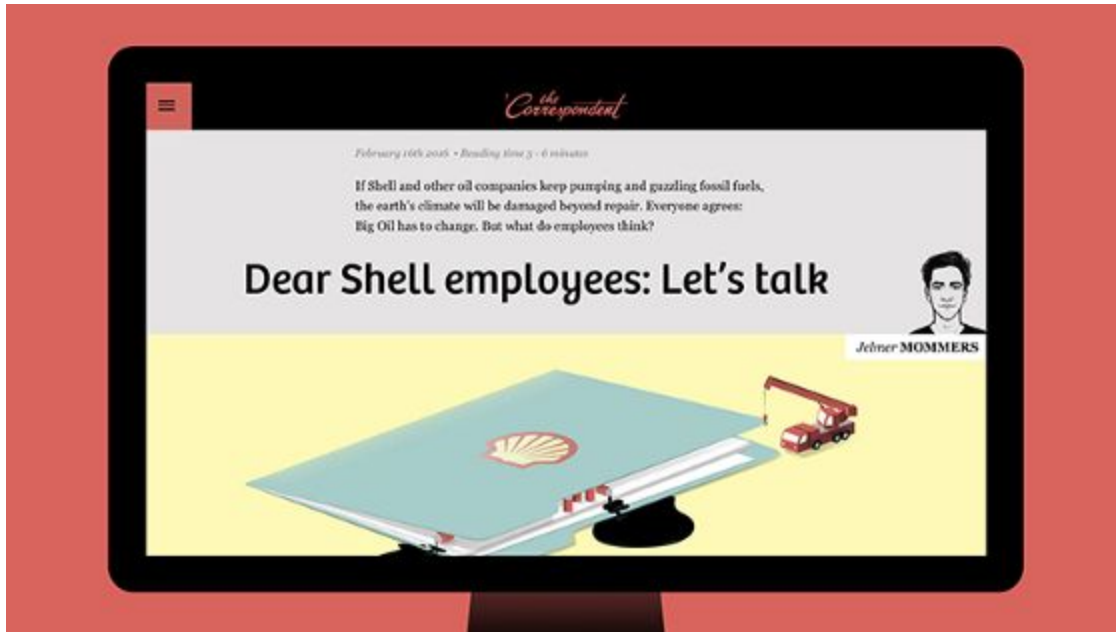 the
Correspondent
February 16th 2016 • Reading time 5 - 6 minutes
If Shell and other oil companies keep pumping and guzzling fossil fuels,
the earth's climate will be damaged beyond repair. Everyone agrees:
Big Oil has to change. But what do employees think?
Dear Shell employees: Let's talk
Jelmer MOMMERS